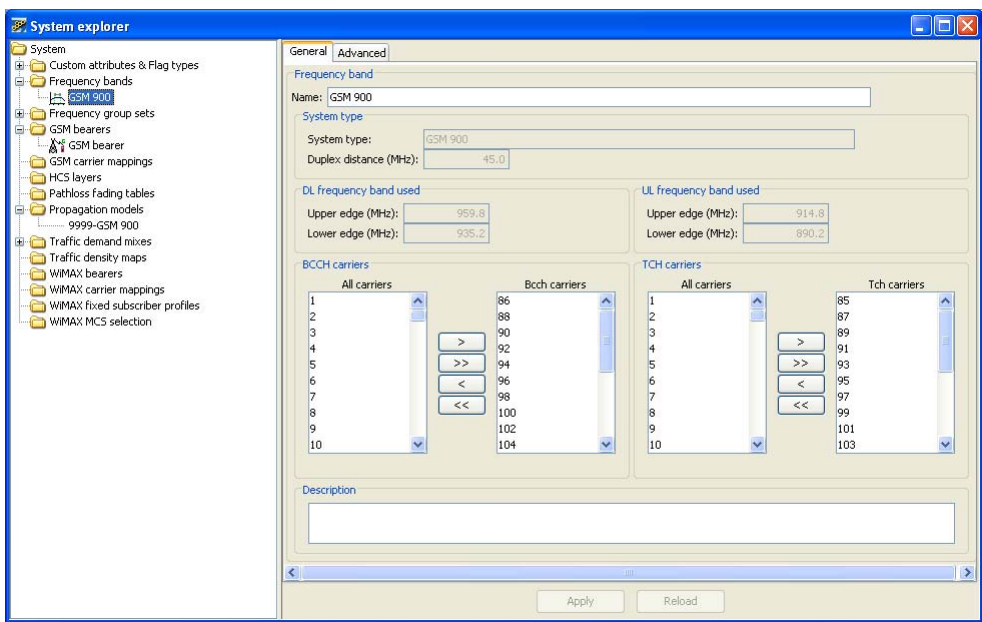 System explorer
System
Custom attributes & Flag types
Frequency bands
GSM 900
Frequency group sets
GSM bearers
GSM bearer
GSM carrier mappings
HCS layers
Pathloss fading tables
Propagation models
9999-GSM 900
Traffic demand mixes
Traffic density maps
WiMAX bearers
WiMAX carrier mappings
WiMAX fixed subscriber profiles
WiMAX MCS selection
General Advanced
Frequency band
Name: GSM 900
System type
System type: GSM 900
Duplex distance (MHz): 45.0
DL frequency band used
Upper edge (MHz): 959.8
Lower edge (MHz): 935.2
UL frequency band used
Upper edge (MHz): 914.8
Lower edge (MHz): 890.2
BCCH carriers
All carriers
1
2
3
4
5
6
7
8
9
10
>
>>
<
<<
Bcch carriers
86
88
90
92
94
96
98
100
102
104
TCH carriers
All carriers
1
2
3
4
5
6
7
8
9
10
>
>>
<
<<
Tch carriers
85
87
89
91
93
95
97
99
101
103
Description
Apply Reload